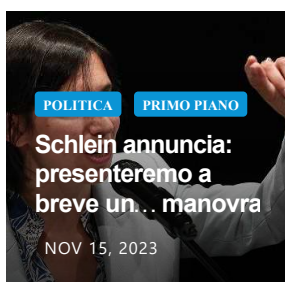 POLITICA PRIMO PIANO
Schlein annuncia:
presenteremo a
breve un… manovra
NOV 15, 2023